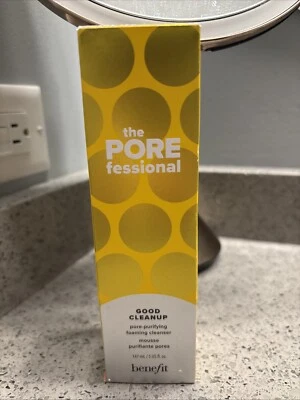 the
PORE
fessional
GOOD
CLEANUP
pore-purifying
foaming cleanser
mousse
purifiante pores
benefit